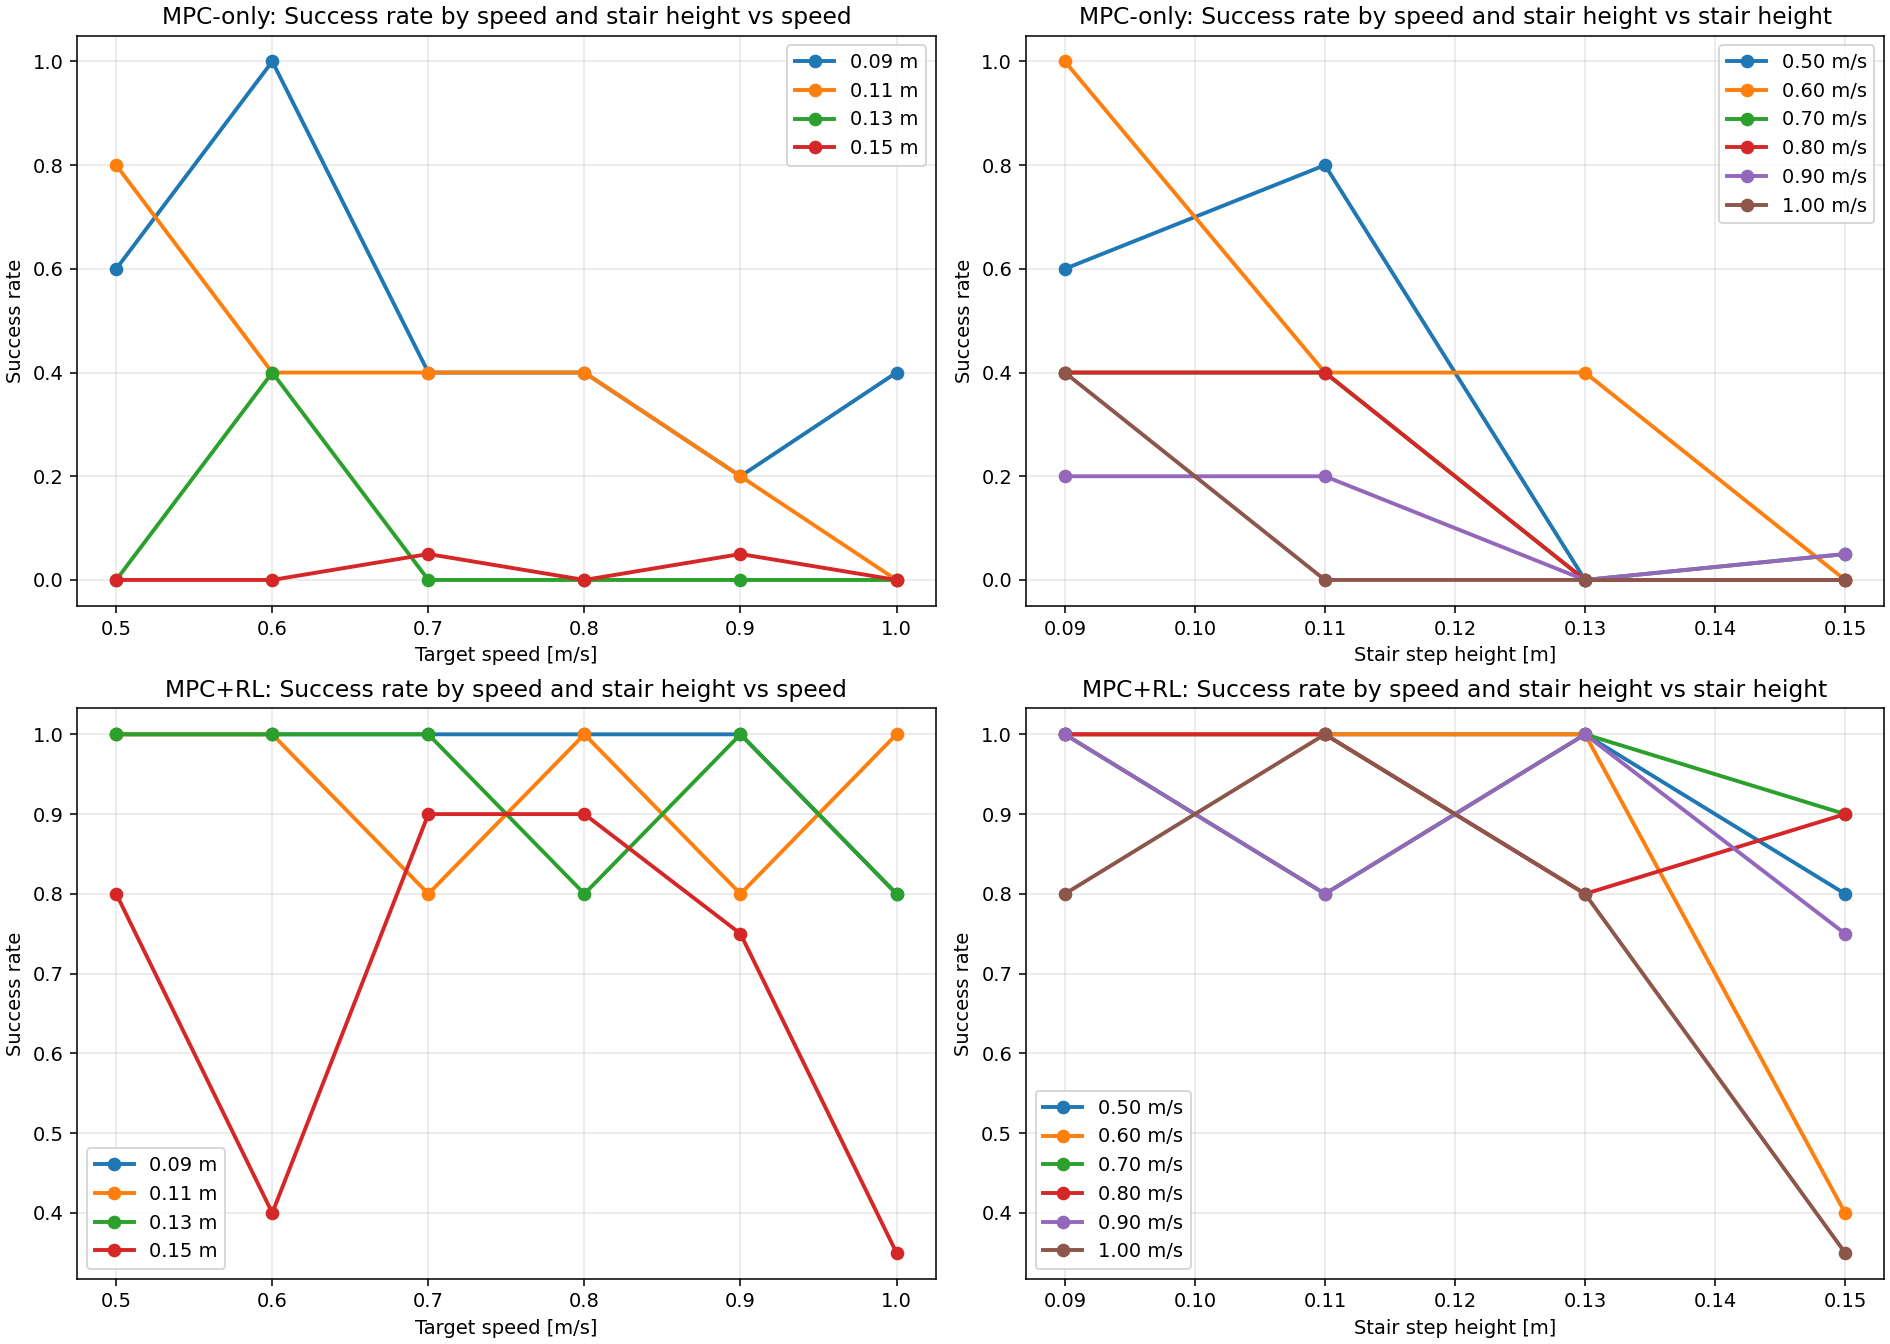 MPC-only: Success rate by speed and stair height vs speed
Success rate
1.0
0.8
0.6
0.4
0.2
0.0
0.09 m
0.11 m
0.13 m
0.15 m
0.5 0.6 0.7 0.8 0.9 1.0
Target speed [m/s]
MPC-only: Success rate by speed and stair height vs stair height
Success rate
1.0
0.8
0.6
0.4
0.2
0.0
0.50 m/s
0.60 m/s
0.70 m/s
0.80 m/s
0.90 m/s
1.00 m/s
0.09 0.10 0.11 0.12 0.13 0.14 0.15
Stair step height [m]
MPC+RL: Success rate by speed and stair height vs speed
Success rate
1.0
0.9
0.8
0.7
0.6
0.5
0.4
0.09 m
0.11 m
0.13 m
0.15 m
0.5 0.6 0.7 0.8 0.9 1.0
Target speed [m/s]
MPC+RL: Success rate by speed and stair height vs stair height
Success rate
1.0
0.9
0.8
0.7
0.6
0.5
0.4
0.50 m/s
0.60 m/s
0.70 m/s
0.80 m/s
0.90 m/s
1.00 m/s
0.09 0.10 0.11 0.12 0.13 0.14 0.15
Stair step height [m]